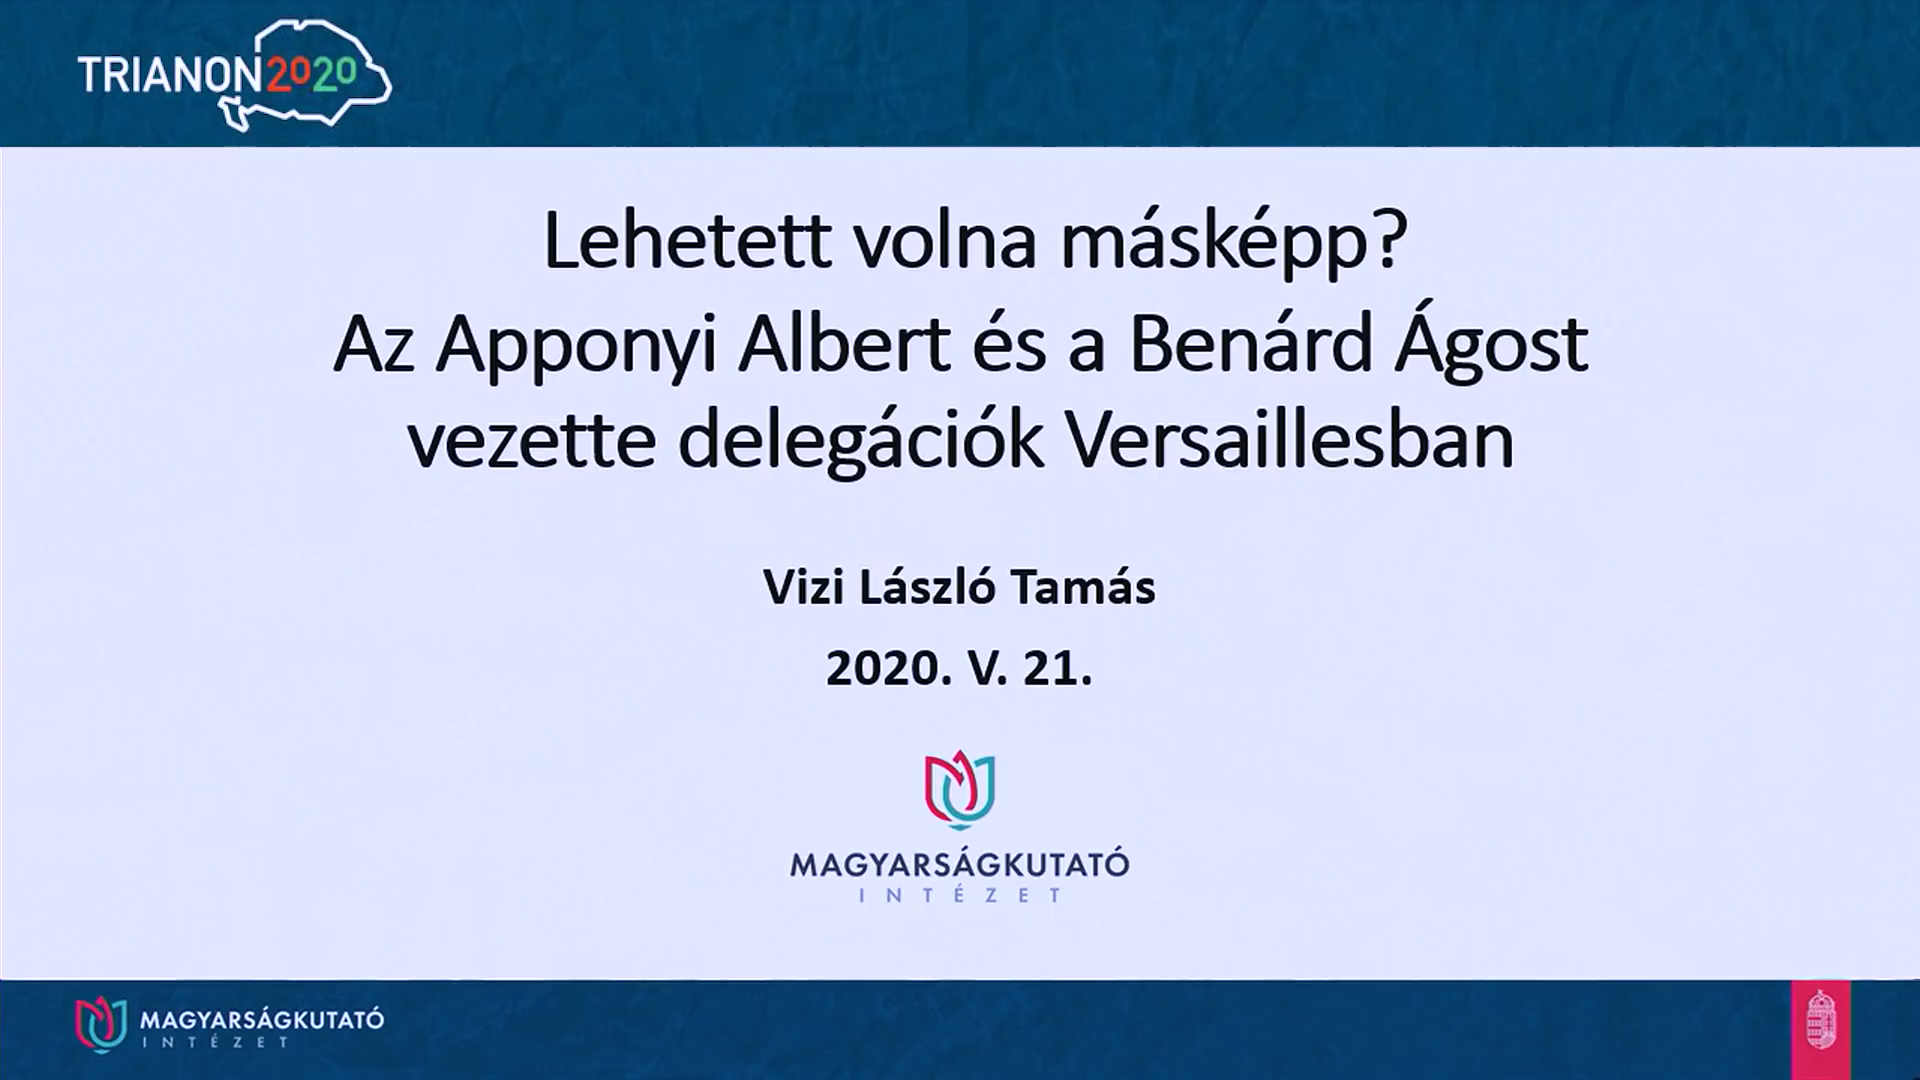 TRIANON2020
Lehetett volna másképp?
Az Apponyi Albert és a Benárd Ágost
vezette delegációk Versaillesban
Vizi László Tamás
2020. V. 21.
MAGYARSÁGKUTATÓ
INTÉZET
MAGYARSÁGKUTATÓ
INTÉZET